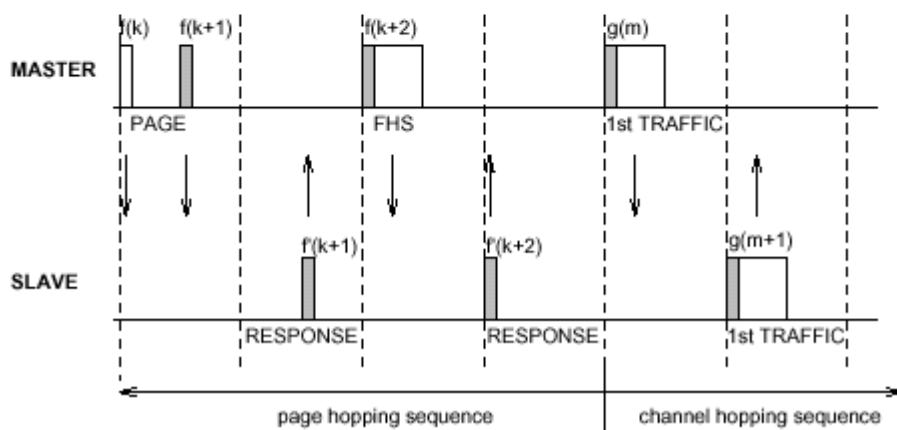 f(k) f(k+1) f(k+2) g(m)
MASTER
PAGE FHS 1st TRAFFIC
f'(k+1) f'(k+2) g(m+1)
SLAVE
RESPONSE RESPONSE 1st TRAFFIC
page hopping sequence channel hopping sequence